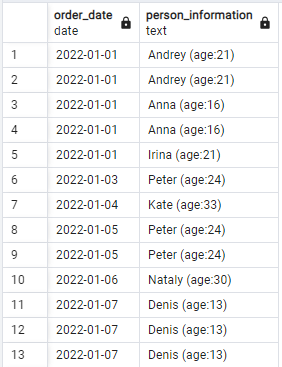 order_date person_information
date text
1 2022-01-01 Andrey (age:21)
2 2022-01-01 Andrey (age:21)
3 2022-01-01 Anna (age:16)
4 2022-01-01 Anna (age:16)
5 2022-01-01 Irina (age:21)
6 2022-01-03 Peter (age:24)
7 2022-01-04 Kate (age:33)
8 2022-01-05 Peter (age:24)
9 2022-01-05 Peter (age:24)
10 2022-01-06 Nataly (age:30)
11 2022-01-07 Denis (age:13)
12 2022-01-07 Denis (age:13)
13 2022-01-07 Denis (age:13)